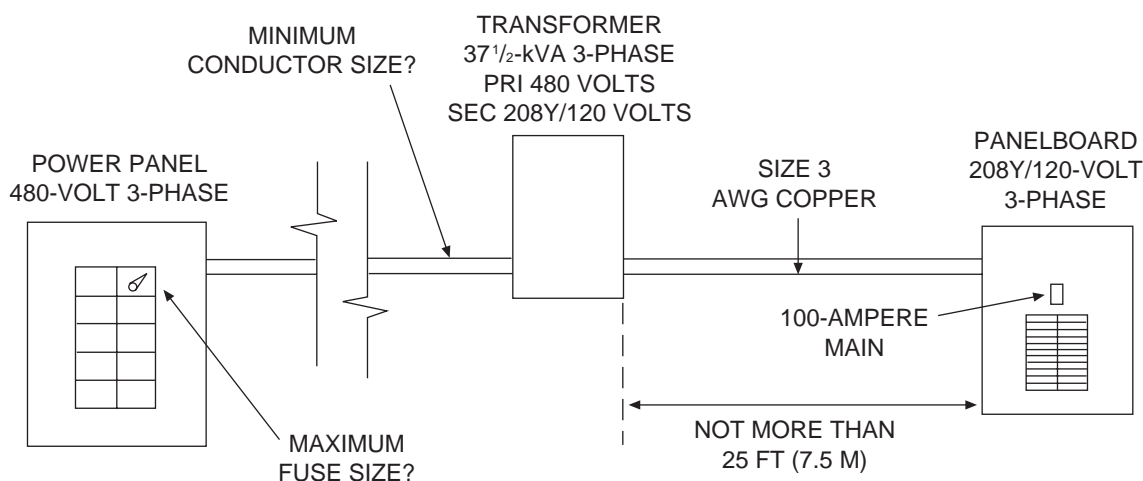 TRANSFORMER
37 1/2-kVA 3-PHASE
PRI 480 VOLTS
SEC 208Y/120 VOLTS
MINIMUM
CONDUCTOR SIZE?
POWER PANEL
480-VOLT 3-PHASE
SIZE 3
AWG COPPER
PANELBOARD
208Y/120-VOLT
3-PHASE
100-AMPERE
MAIN
MAXIMUM
FUSE SIZE?
NOT MORE THAN
25 FT (7.5 M)